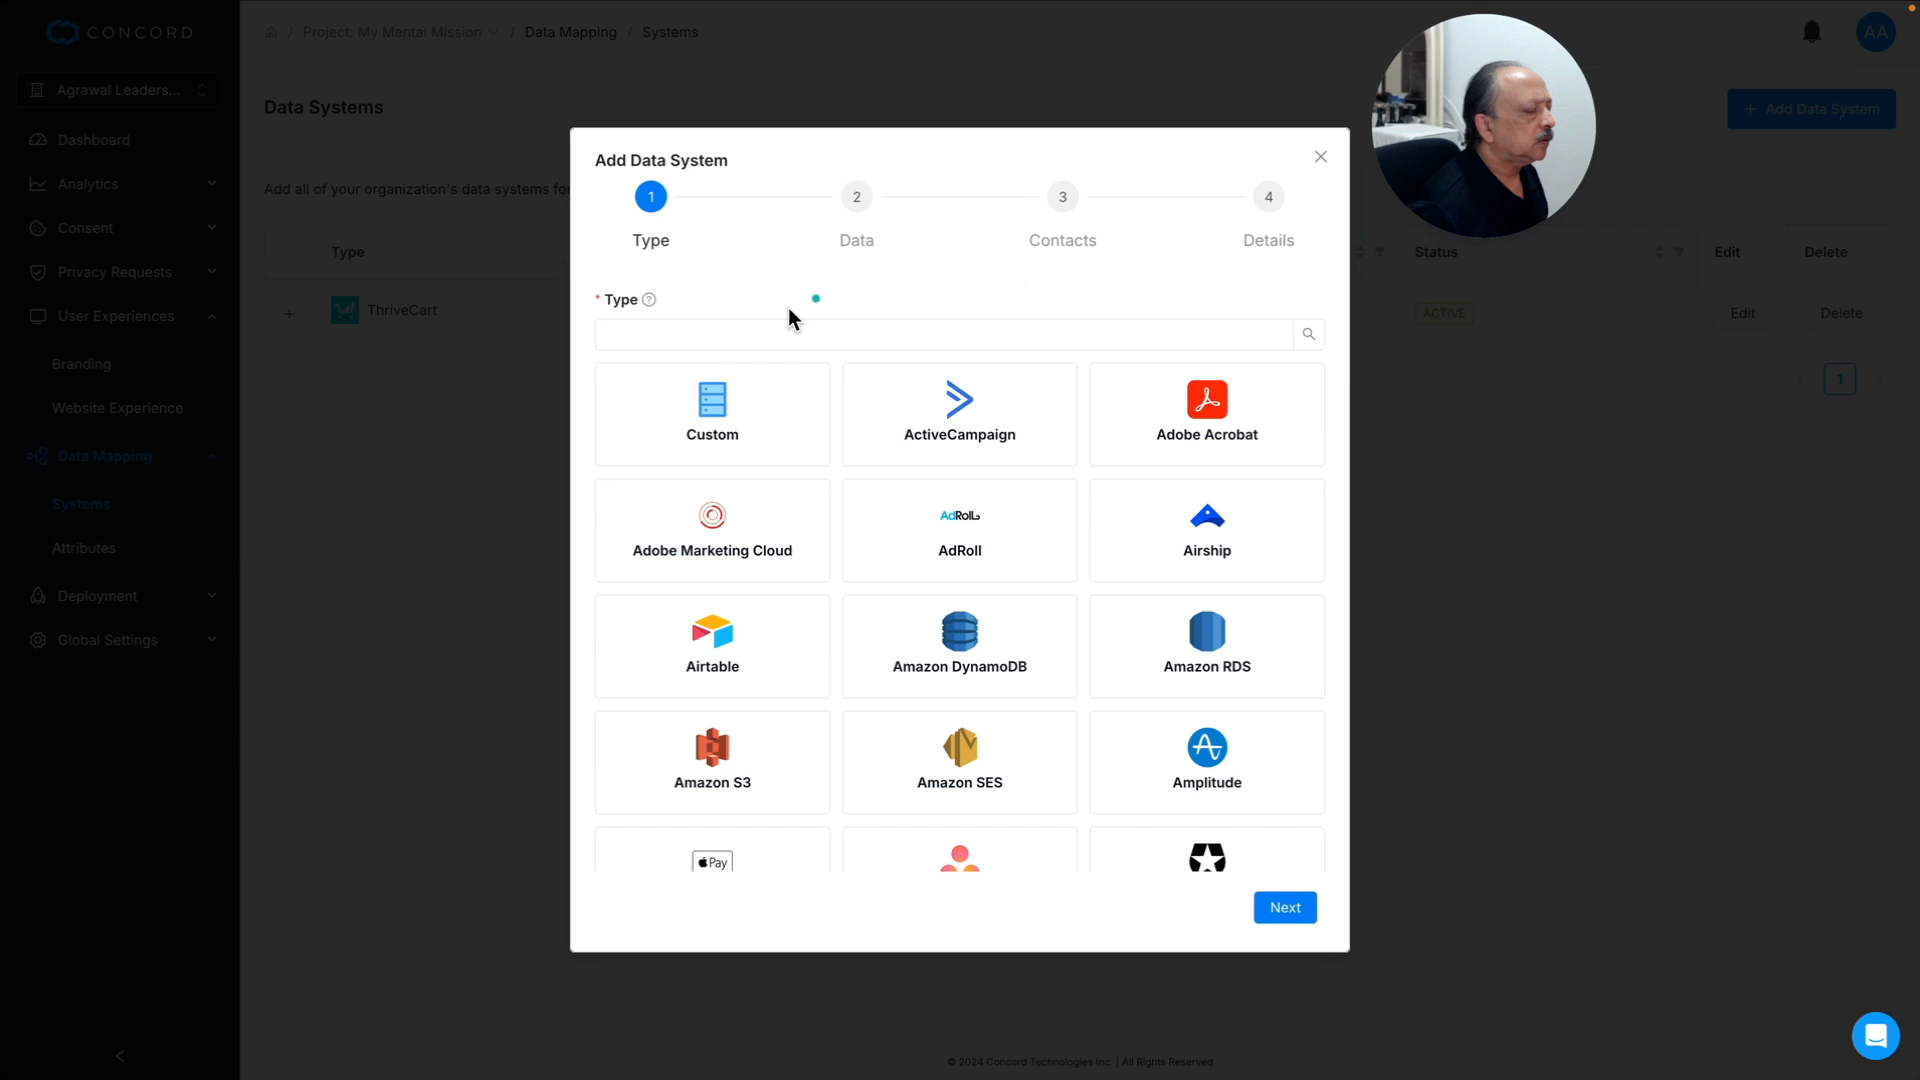 CONCORD
Project: My Mental Mission / Data Mapping / Systems
AA
Agrawal Leaders...
Dashboard
Analytics
Consent
Privacy Requests
User Experiences
Branding
Website Experience
Data Mapping
Systems
Attributes
Deployment
Global Settings
Data Systems
+ Add Data System
Add all of your organization's data systems fo
Type
Status
Edit
Delete
ThriveCart
ACTIVE
Edit
Delete
1
Add Data System
1
2
3
4
Type
Data
Contacts
Details
* Type
Custom
ActiveCampaign
Adobe Acrobat
AdRoll
Adobe Marketing Cloud
AdRoll
Airship
Airtable
Amazon DynamoDB
Amazon RDS
Amazon S3
Amazon SES
Amplitude
Pay
Next
© 2024 Concord Technologies Inc. | All Rights Reserved